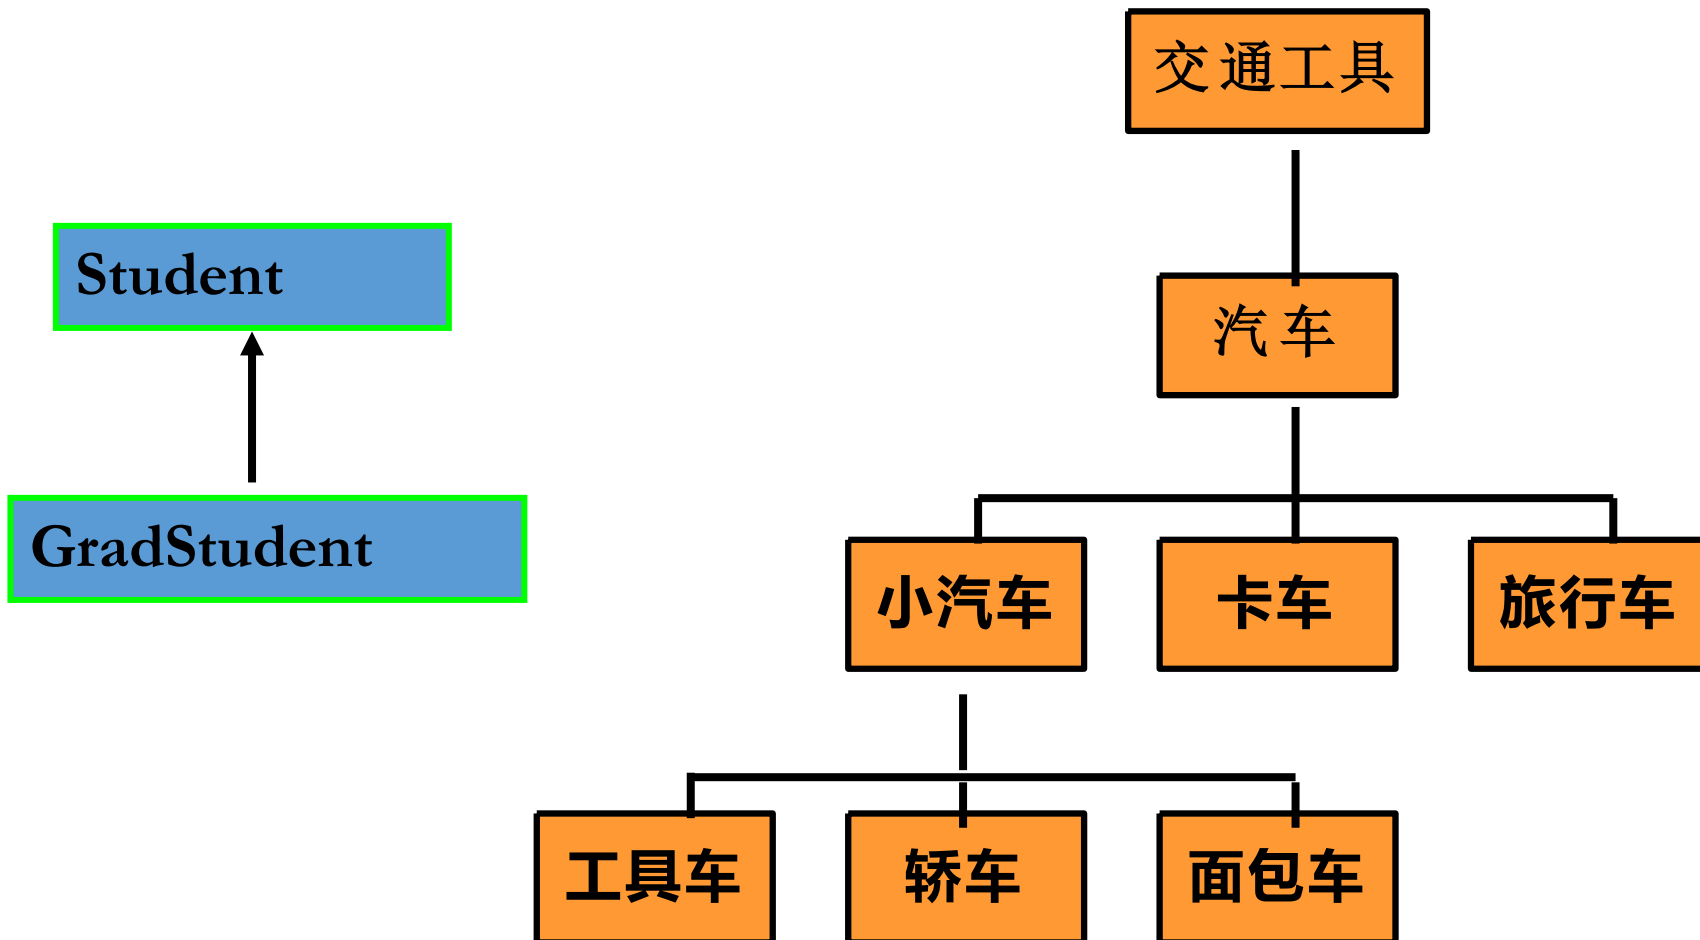 交通工具
Student
汽车
GradStudent
小汽车
卡车
旅行车
工具车
轿车
面包车